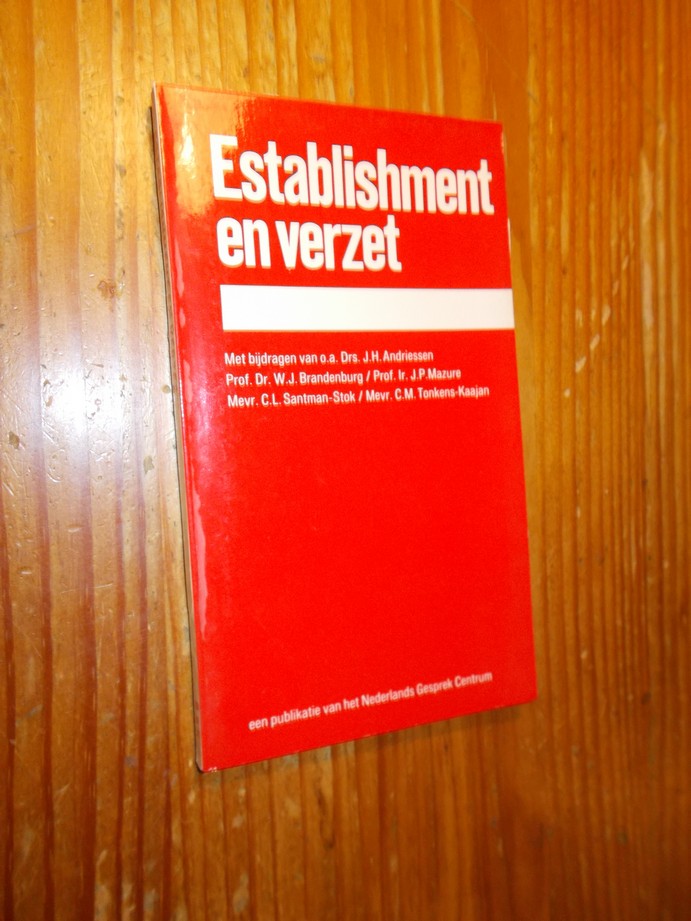 Establishment
en verzet
Met bijdragen van o.a. Drs. J.H. Andriessen
Prof. Dr. W.J. Brandenburg / Prof. Ir. J.P. Mazure
Mevr. C.L. Santman-Stok / Mevr. C.M. Tonkens-Kaajan
een publikatie van het Nederlands Gesprek Centrum